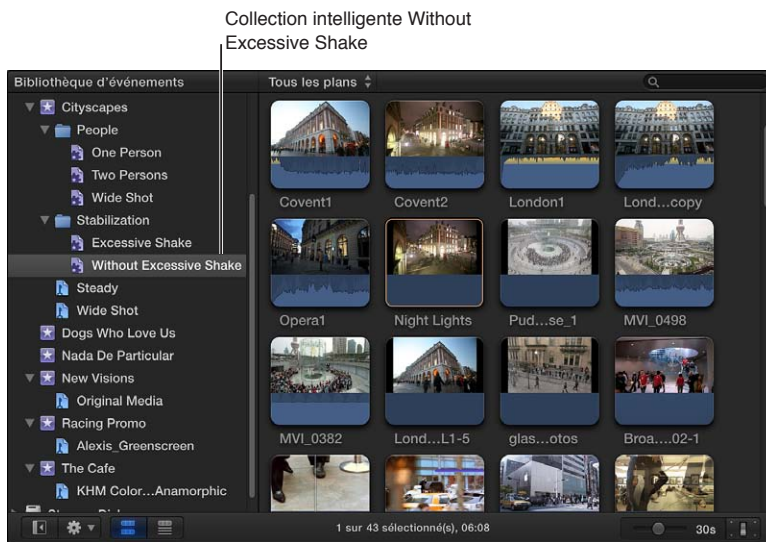 Collection intelligente Without
Excessive Shake
Bibliothèque d'événements
Tous les plans
Cityscapes
People
One Person
Two Persons
Wide Shot
Stabilization
Excessive Shake
Without Excessive Shake
Steady
Wide Shot
Dogs Who Love Us
Nada De Particular
New Visions
Original Media
Racing Promo
Alexis_Greenscreen
The Cafe
KHM Color...Anamorphic
Covent1
Covent2
London1
Lond...copy
Opera1
Night Lights
Pud...se_1
MVI_0498
MVI_0382
Lond...L1-5
glas...otos
Broa....02-1
1 sur 43 sélectionné(s), 06:08
30s